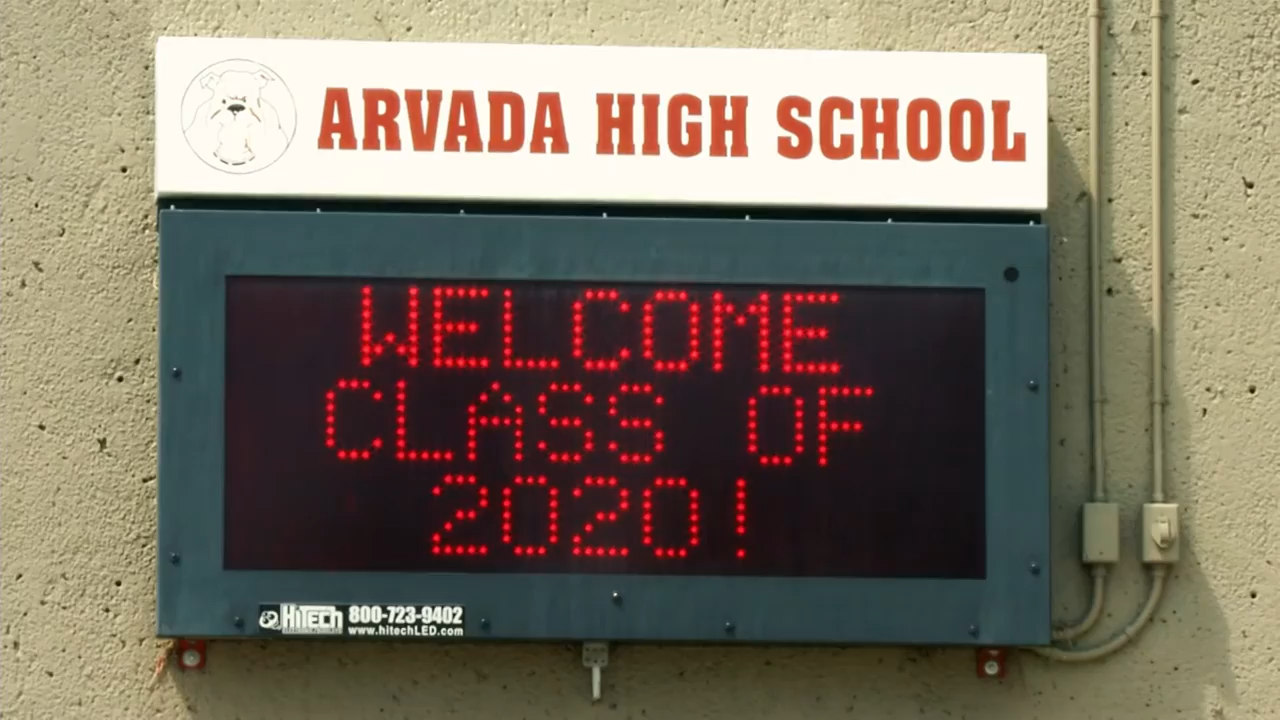 ARVADA HIGH SCHOOL
WELCOME
CLASS OF
2020!
HiTech 800-723-9402
www.hitechLED.com